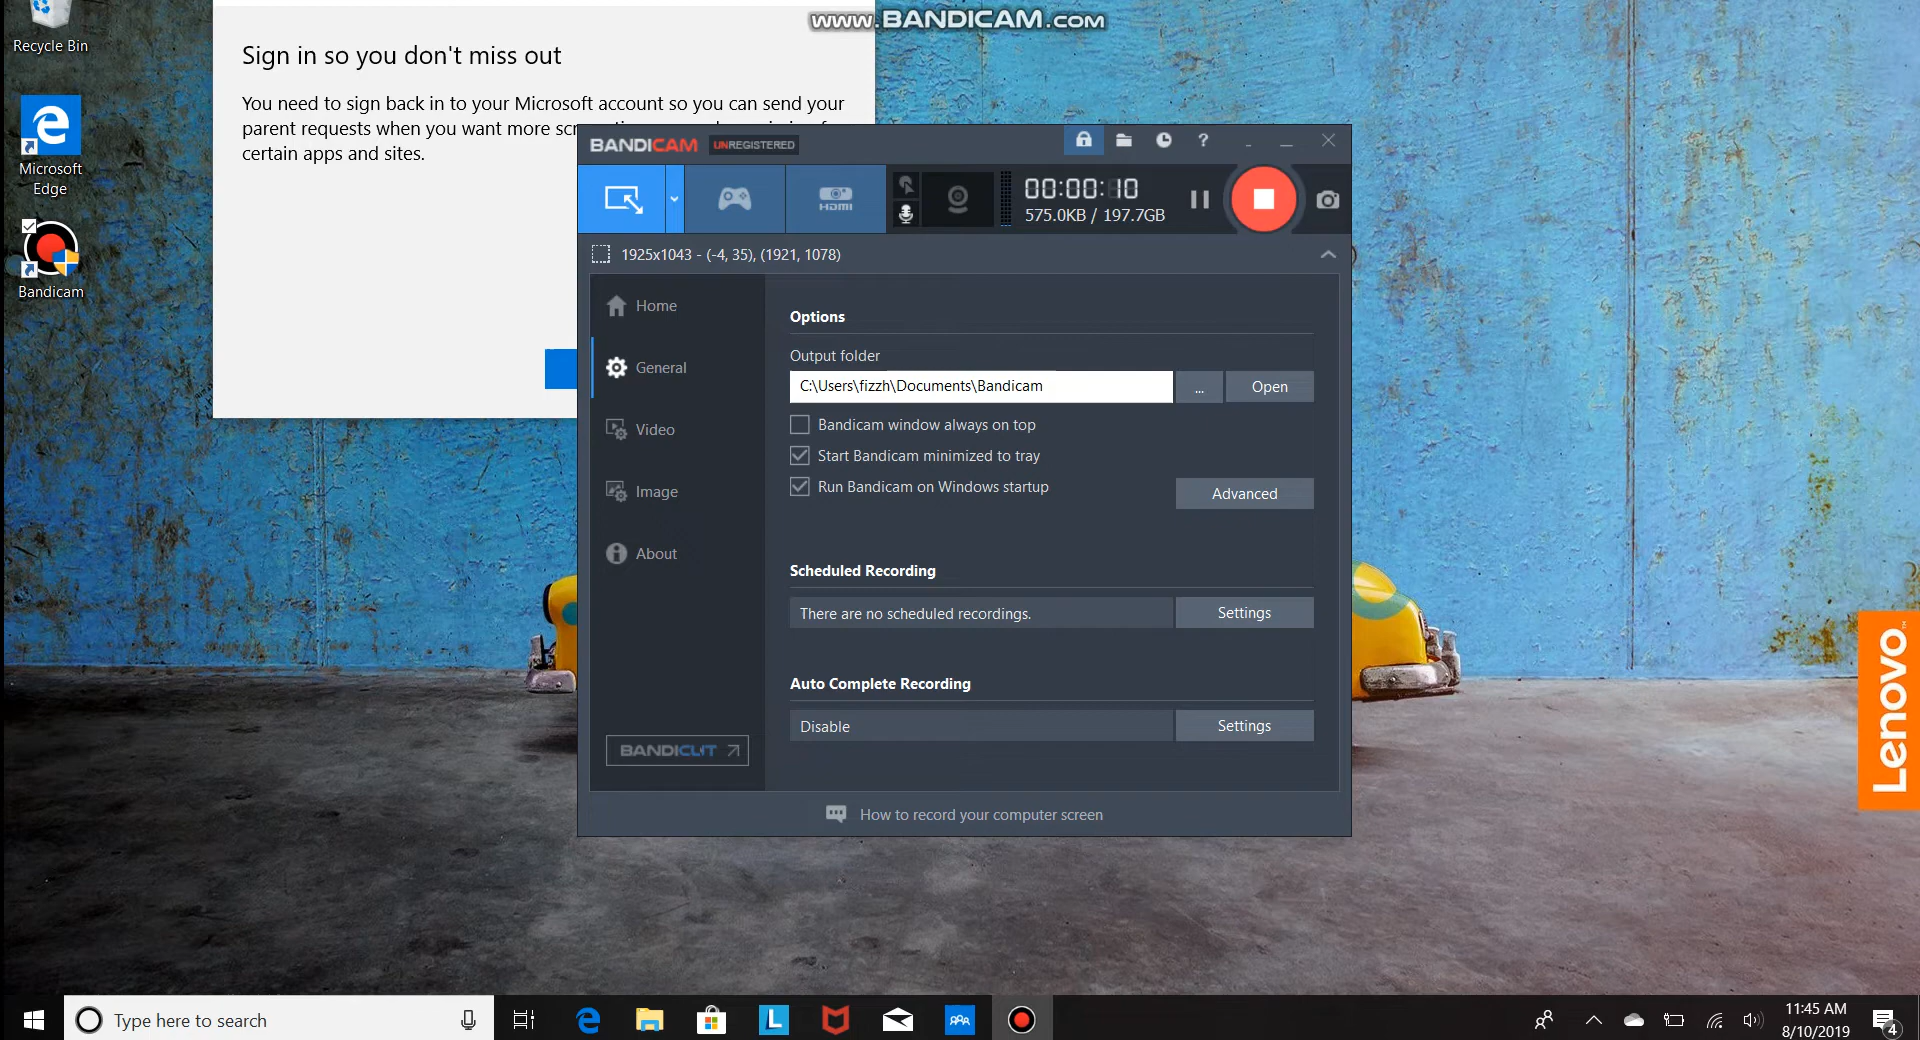 www.BANDICAM.com
Recycle Bin
Microsoft
Edge
Bandicam
Sign in so you don't miss out
You need to sign back in to your Microsoft account so you can send your
parent requests when you want more
certain apps and sites.
BANDICAM UNREGISTERED
?
HDMI
00:00:10
575.0KB / 197.7GB
1925x1043 - (-4, 35), (1921, 1078)
Home
General
Video
Image
About
BANDICUT
Options
Output folder
C:\Users\fizzh\Documents\Bandicam
...
Open
Bandicam window always on top
Start Bandicam minimized to tray
Run Bandicam on Windows startup
Advanced
Scheduled Recording
There are no scheduled recordings.
Settings
Auto Complete Recording
Disable
Settings
How to record your computer screen
Lenovo
Type here to search
L
11:45 AM
8/10/2019
4